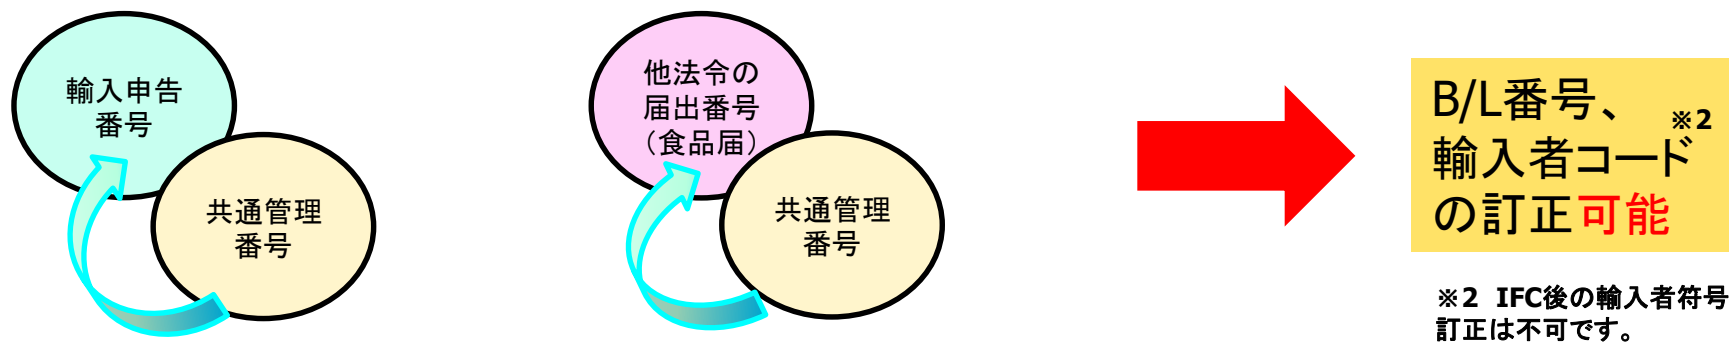 輸入申告
番号
共通管理
番号
他法令の
届出番号
（食品届）
共通管理
番号
B/L番号、
輸入者コード※2
の訂正可能
※2 IFC後の輸入者符号
訂正は不可です。